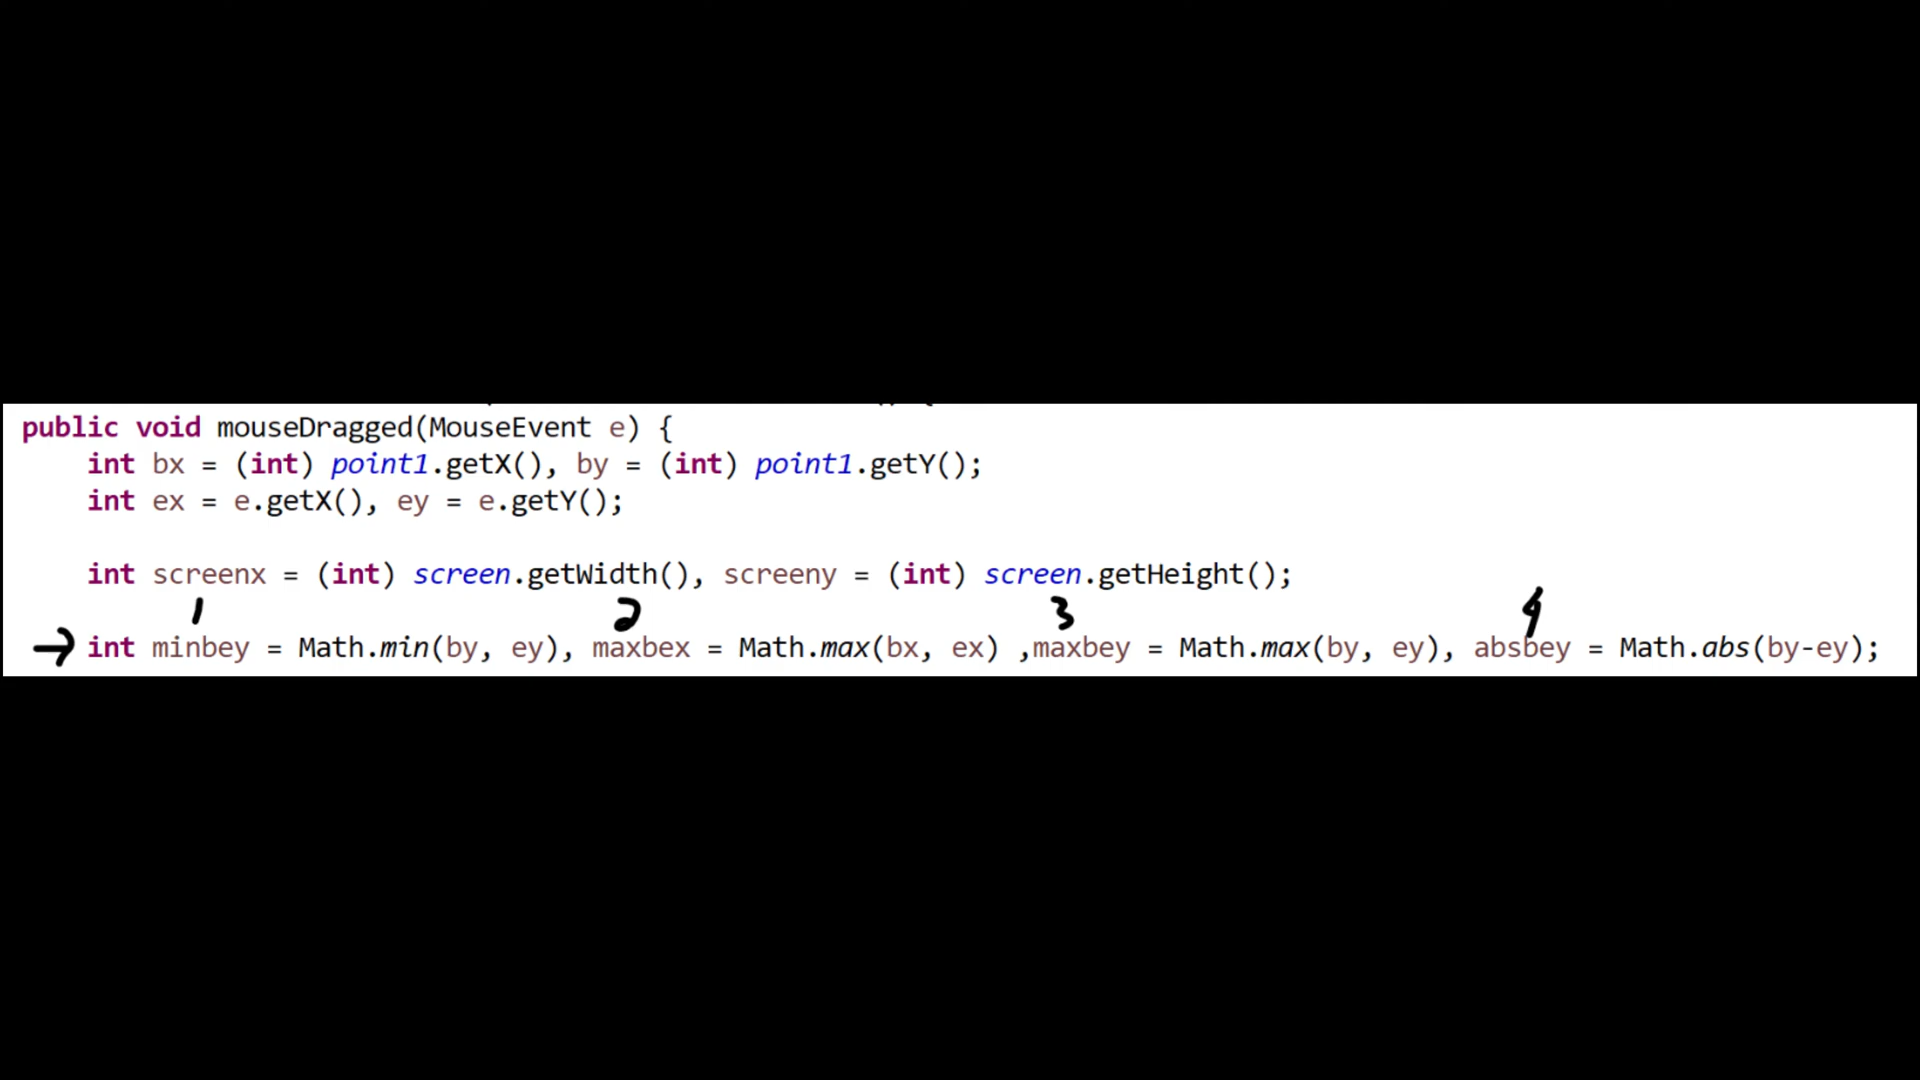 public void mouseDragged(MouseEvent e) {
int bx = (int) point1.getX(), by = (int) point1.getY();
int ex = e.getX(), ey = e.getY();
int screenx = (int) screen.getWidth(), screeny = (int) screen.getHeight();
1 2 3 4
→ int minbey = Math.min(by, ey), maxbex = Math.max(bx, ex) ,maxbey = Math.max(by, ey), absbey = Math.abs(by-ey);